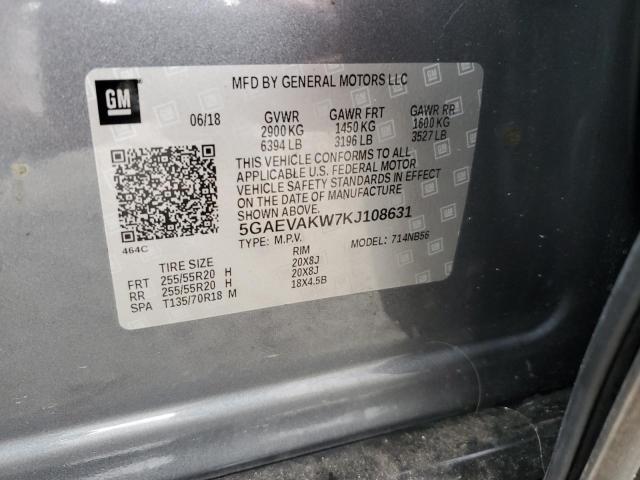 GM
MFD BY GENERAL MOTORS LLC
06/18 GVWR GAWR FRT GAWR RR
2900 KG 1450 KG 1600 KG
6394 LB 3196 LB 3527 LB
THIS VEHICLE CONFORMS TO ALL
APPLICABLE U.S. FEDERAL MOTOR
VEHICLE SAFETY STANDARDS IN EFFECT
ON THE DATE OF MANUFACTURE
SHOWN ABOVE.
5GAEVAKW7KJ108631
464C TYPE: M.P.V. MODEL: 714NB56
TIRE SIZE RIM
FRT 255/55R20 H 20X8J
RR 255/55R20 H 20X8J
SPA T135/70R18 M 18X4.5B